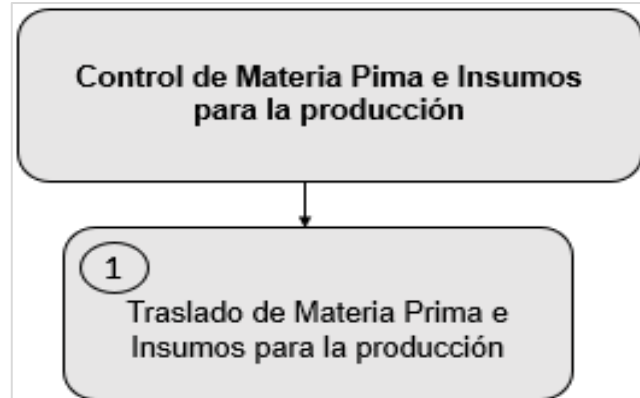 Control de Materia Pima e Insumos
para la producción
1
Traslado de Materia Prima e
Insumos para la producción